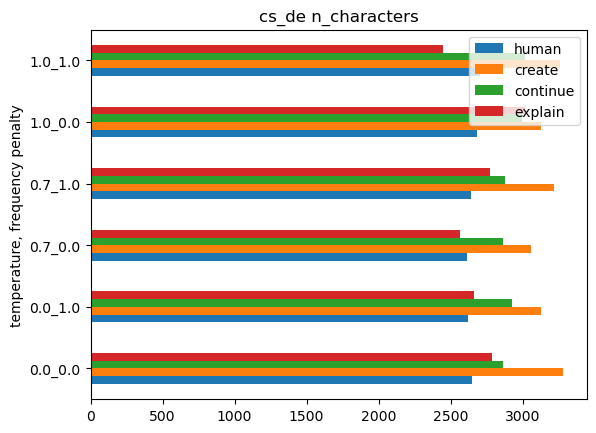 cs_de n_characters
human
create
continue
explain
temperature, frequency penalty
1.0_1.0
1.0_0.0
0.7_1.0
0.7_0.0
0.0_1.0
0.0_0.0
0 500 1000 1500 2000 2500 3000